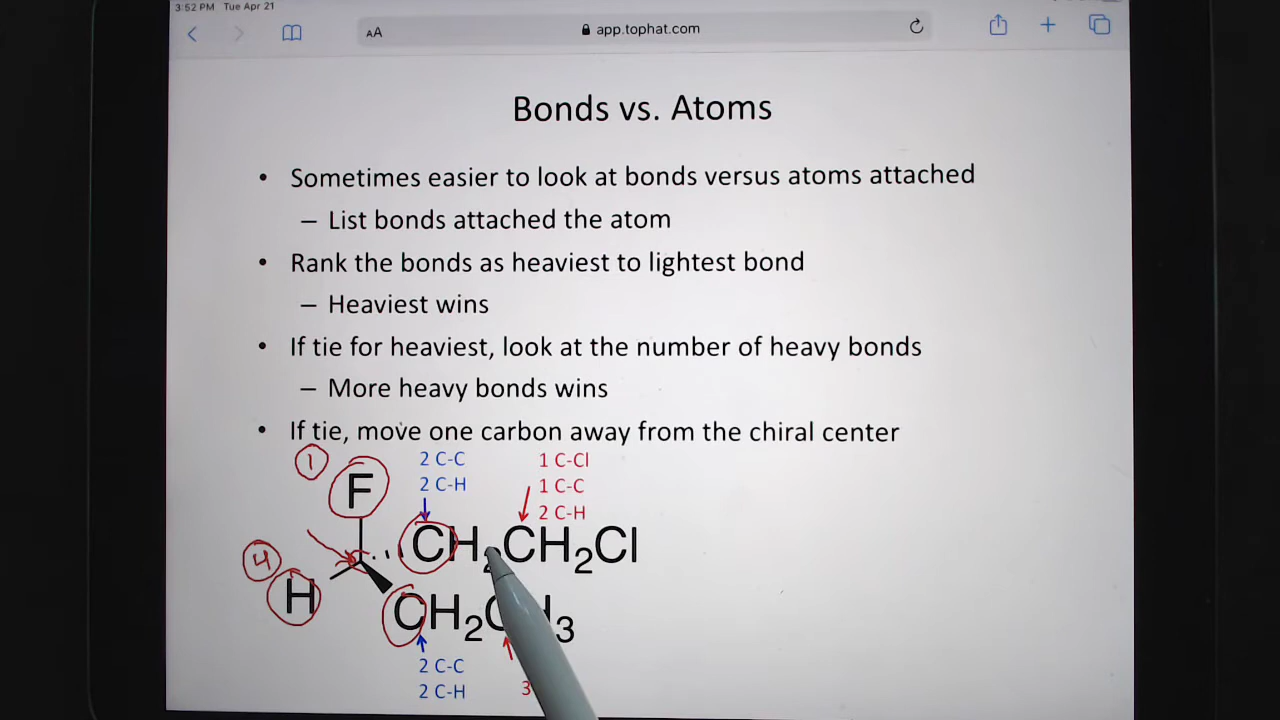 3:52 PM Tue Apr 21
AA
app.tophat.com
Bonds vs. Atoms
• Sometimes easier to look at bonds versus atoms attached
– List bonds attached the atom
• Rank the bonds as heaviest to lightest bond
– Heaviest wins
• If tie for heaviest, look at the number of heavy bonds
– More heavy bonds wins
• If tie, move one carbon away from the chiral center
1
2 C-C
1 C-Cl
2 C-H
1 C-C
F
2 C-H
CH2CH2Cl
4
H
CH2
3
2 C-C
2 C-H
3